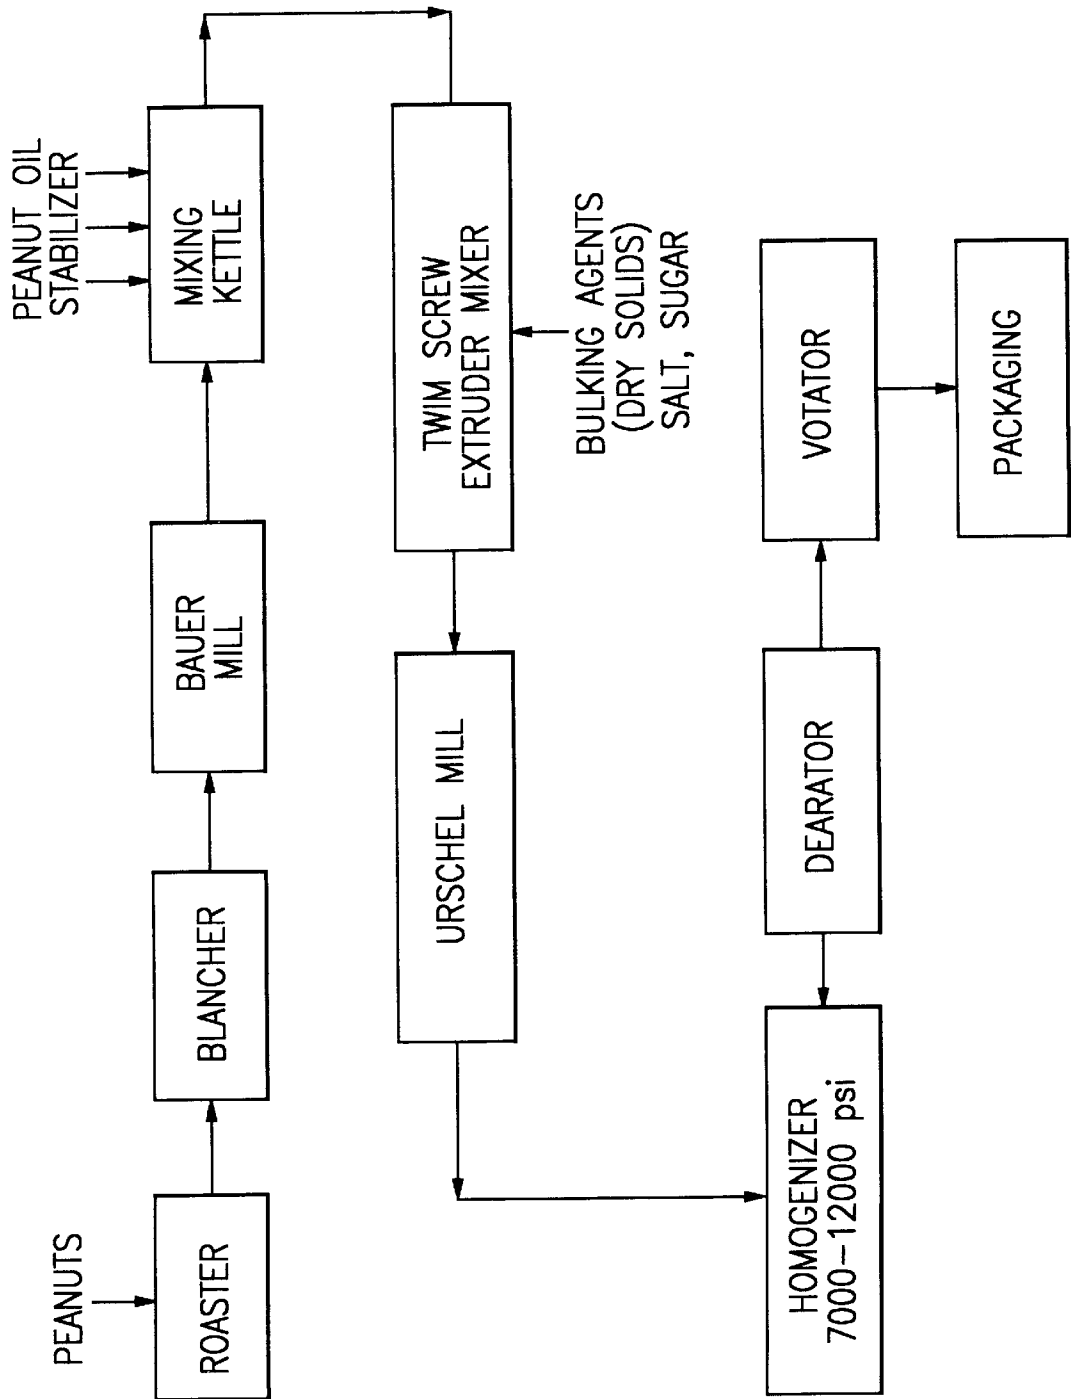 PEANUTS
ROASTER
BLANCHER
BAUER
MILL
PEANUT OIL
STABILIZER
MIXING
KETTLE
TWIM SCREW
EXTRUDER MIXER
BULKING AGENTS
(DRY SOLIDS)
SALT, SUGAR
URSCHEL MILL
HOMOGENIZER
7000–12000 psi
DEARATOR
VOTATOR
PACKAGING